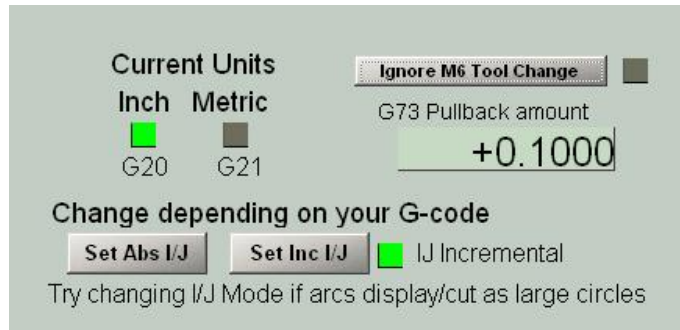 Current Units
Ignore M6 Tool Change
Inch Metric
G73 Pullback amount
+0.1000
G20 G21
Change depending on your G-code
Set Abs I/J Set Inc I/J IJ Incremental
Try changing I/J Mode if arcs display/cut as large circles